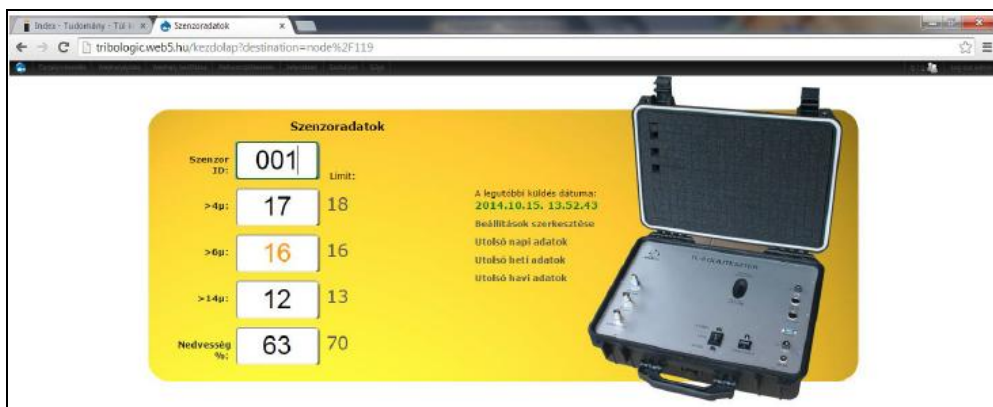 Index - Tudomány - Túl
Szenzoradatok
tribologic.web5.hu/kezdolap?destination=node%2F119
Szenzoradatok
Szenzor ID:
001
Limit:
>4µ:
17
18
>6µ:
16
16
>14µ:
12
13
Nedvesség %:
63
70
A legutóbbi küldés dátuma:
2014.10.15. 13.52.43
Beállítások szerkesztése
Utolsó napi adatok
Utolsó heti adatok
Utolsó havi adatok